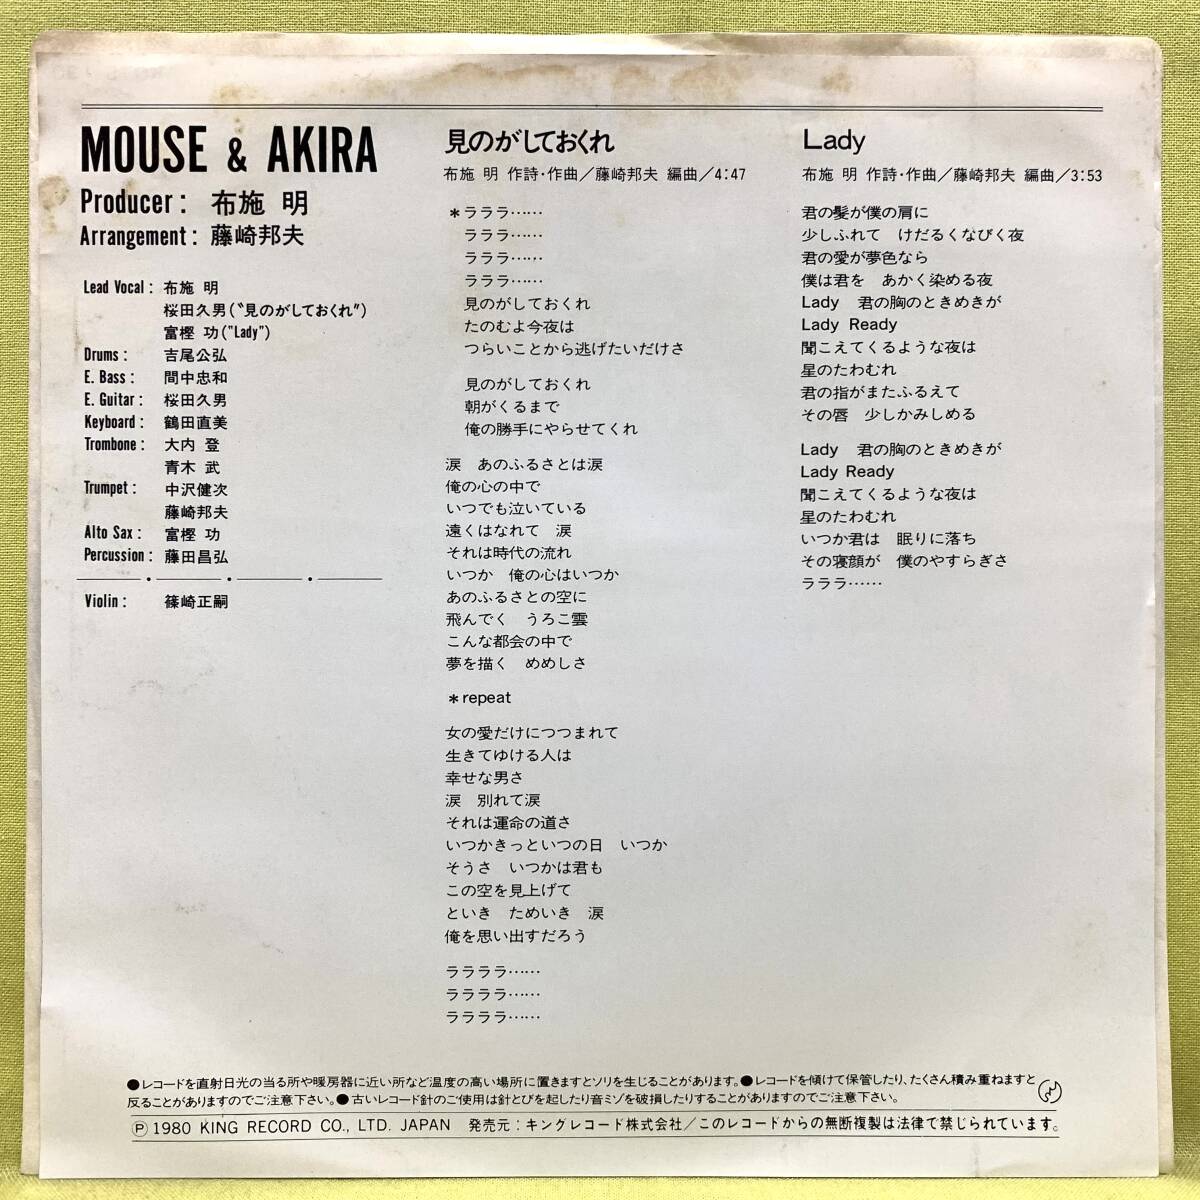 MOUSE & AKIRA
Producer: 布施 明
Arrangement: 藤崎邦夫
Lead Vocal: 布施 明
桜田久男(〝見のがしておくれ〟)
富樫 功("Lady")
Drums: 吉尾公弘
E. Bass: 間中忠和
E. Guitar: 桜田久男
Keyboard: 鶴田直美
Trombone: 大内 登
青木 武
Trumpet: 中沢健次
藤崎邦夫
Alto Sax: 富樫 功
Percussion: 藤田昌弘
Violin: 篠崎正嗣
見のがしておくれ
布施 明 作詩・作曲/藤崎邦夫 編曲/4:47
*ラララ……
ラララ……
ラララ……
ラララ……
見のがしておくれ
たのむよ今夜は
つらいことから逃げたいだけさ
見のがしておくれ
朝がくるまで
俺の勝手にやらせてくれ
涙 あのふるさとは涙
俺の心の中で
いつでも泣いている
遠くはなれて 涙
それは時代の流れ
いつか 俺の心はいつか
あのふるさとの空に
飛んでく うろこ雲
こんな都会の中で
夢を描く めめしさ
*repeat
女の愛だけにつつまれて
生きてゆける人は
幸せな男さ
涙 別れて涙
それは運命の道さ
いつかきっといつの日 いつか
そうさ いつかは君も
この空を見上げて
といき ためいき 涙
俺を思い出すだろう
ララララ……
ララララ……
ララララ……
Lady
布施 明 作詩・作曲/藤崎邦夫 編曲/3:53
君の髪が僕の肩に
少しふれて けだるくなびく夜
君の愛が夢色なら
僕は君を あかく染める夜
Lady 君の胸のときめきが
Lady Ready
聞こえてくるような夜は
星のたわむれ
君の指がまたふるえて
その唇 少しかみしめる
Lady 君の胸のときめきが
Lady Ready
聞こえてくるような夜は
星のたわむれ
いつか君は 眠りに落ち
その寝顔が 僕のやすらぎさ
ラララ……
●レコードを直射日光の当る所や暖房器に近い所など温度の高い場所に置きますとソリを生じることがあります。●レコードを傾けて保管したり、たくさん積み重ねますと
反ることがありますのでご注意下さい。●古いレコード針のご使用は針とびを起したり音ミゾを破損したりすることがありますのでご注意下さい。
Ⓟ 1980 KING RECORD CO., LTD. JAPAN 発売元:キングレコード株式会社/このレコードからの無断複製は法律で禁じられています。